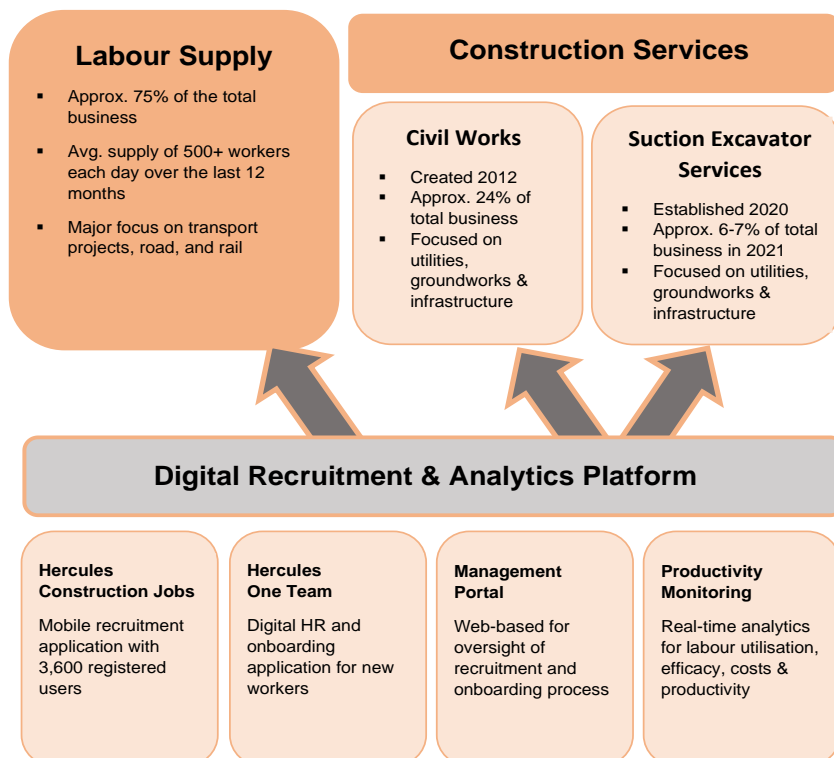 Labour Supply
▪ Approx. 75% of the total
business
▪ Avg. supply of 500+ workers
each day over the last 12
months
▪ Major focus on transport
projects, road, and rail
Construction Services
Civil Works
▪ Created 2012
▪ Approx. 24% of
total business
▪ Focused on
utilities,
groundworks &
infrastructure
Suction Excavator
Services
▪ Established 2020
▪ Approx. 6-7% of total
business in 2021
▪ Focused on utilities,
groundworks &
infrastructure
Digital Recruitment & Analytics Platform
Hercules
Construction Jobs
Mobile recruitment
application with
3,600 registered
users
Hercules
One Team
Digital HR and
onboarding
application for new
workers
Management
Portal
Web-based for
oversight of
recruitment and
onboarding process
Productivity
Monitoring
Real-time analytics
for labour utilisation,
efficacy, costs &
productivity